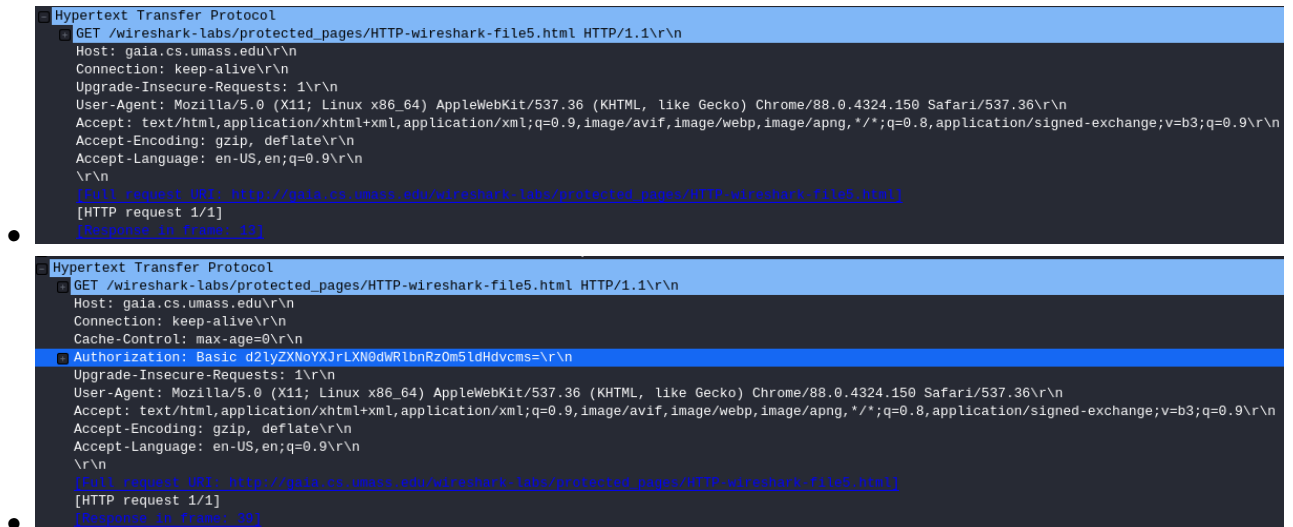 Hypertext Transfer Protocol
GET /wireshark-labs/protected_pages/HTTP-wireshark-file5.html HTTP/1.1\r\n
Host: gaia.cs.umass.edu\r\n
Connection: keep-alive\r\n
Upgrade-Insecure-Requests: 1\r\n
User-Agent: Mozilla/5.0 (X11; Linux x86_64) AppleWebKit/537.36 (KHTML, like Gecko) Chrome/88.0.4324.150 Safari/537.36\r\n
Accept: text/html,application/xhtml+xml,application/xml;q=0.9,image/avif,image/webp,image/apng,*/*;q=0.8,application/signed-exchange;v=b3;q=0.9\r\n
Accept-Encoding: gzip, deflate\r\n
Accept-Language: en-US,en;q=0.9\r\n
\r\n
[Full request URI: http://gaia.cs.umass.edu/wireshark-labs/protected_pages/HTTP-wireshark-file5.html]
[HTTP request 1/1]
[Response in frame: 13]
Hypertext Transfer Protocol
GET /wireshark-labs/protected_pages/HTTP-wireshark-file5.html HTTP/1.1\r\n
Host: gaia.cs.umass.edu\r\n
Connection: keep-alive\r\n
Cache-Control: max-age=0\r\n
Authorization: Basic d2lyZXNoYXJrLXN0dWRlbnRzOm5ldHdvcms=\r\n
Upgrade-Insecure-Requests: 1\r\n
User-Agent: Mozilla/5.0 (X11; Linux x86_64) AppleWebKit/537.36 (KHTML, like Gecko) Chrome/88.0.4324.150 Safari/537.36\r\n
Accept: text/html,application/xhtml+xml,application/xml;q=0.9,image/avif,image/webp,image/apng,*/*;q=0.8,application/signed-exchange;v=b3;q=0.9\r\n
Accept-Encoding: gzip, deflate\r\n
Accept-Language: en-US,en;q=0.9\r\n
\r\n
[Full request URI: http://gaia.cs.umass.edu/wireshark-labs/protected_pages/HTTP-wireshark-file5.html]
[HTTP request 1/1]
[Response in frame: